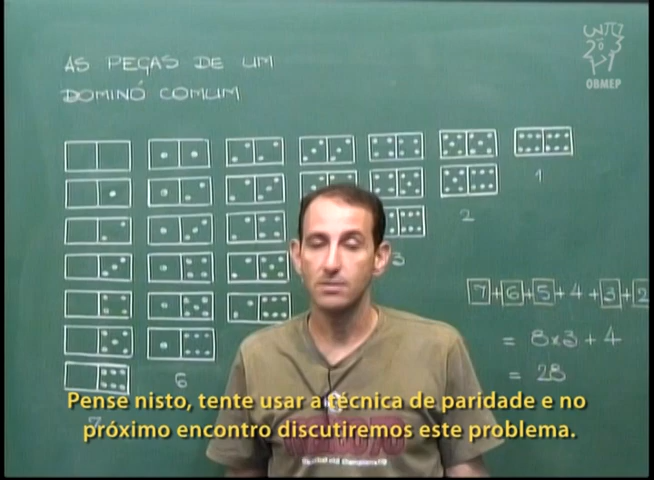 AS PEÇAS DE UM
DOMINÓ COMUM
OBMEP
1
2
3
6
7
7+6+5+4+3+2
= 8x3+4
= 28
Pense nisto, tente usar a técnica de paridade e no
próximo encontro discutiremos este problema.